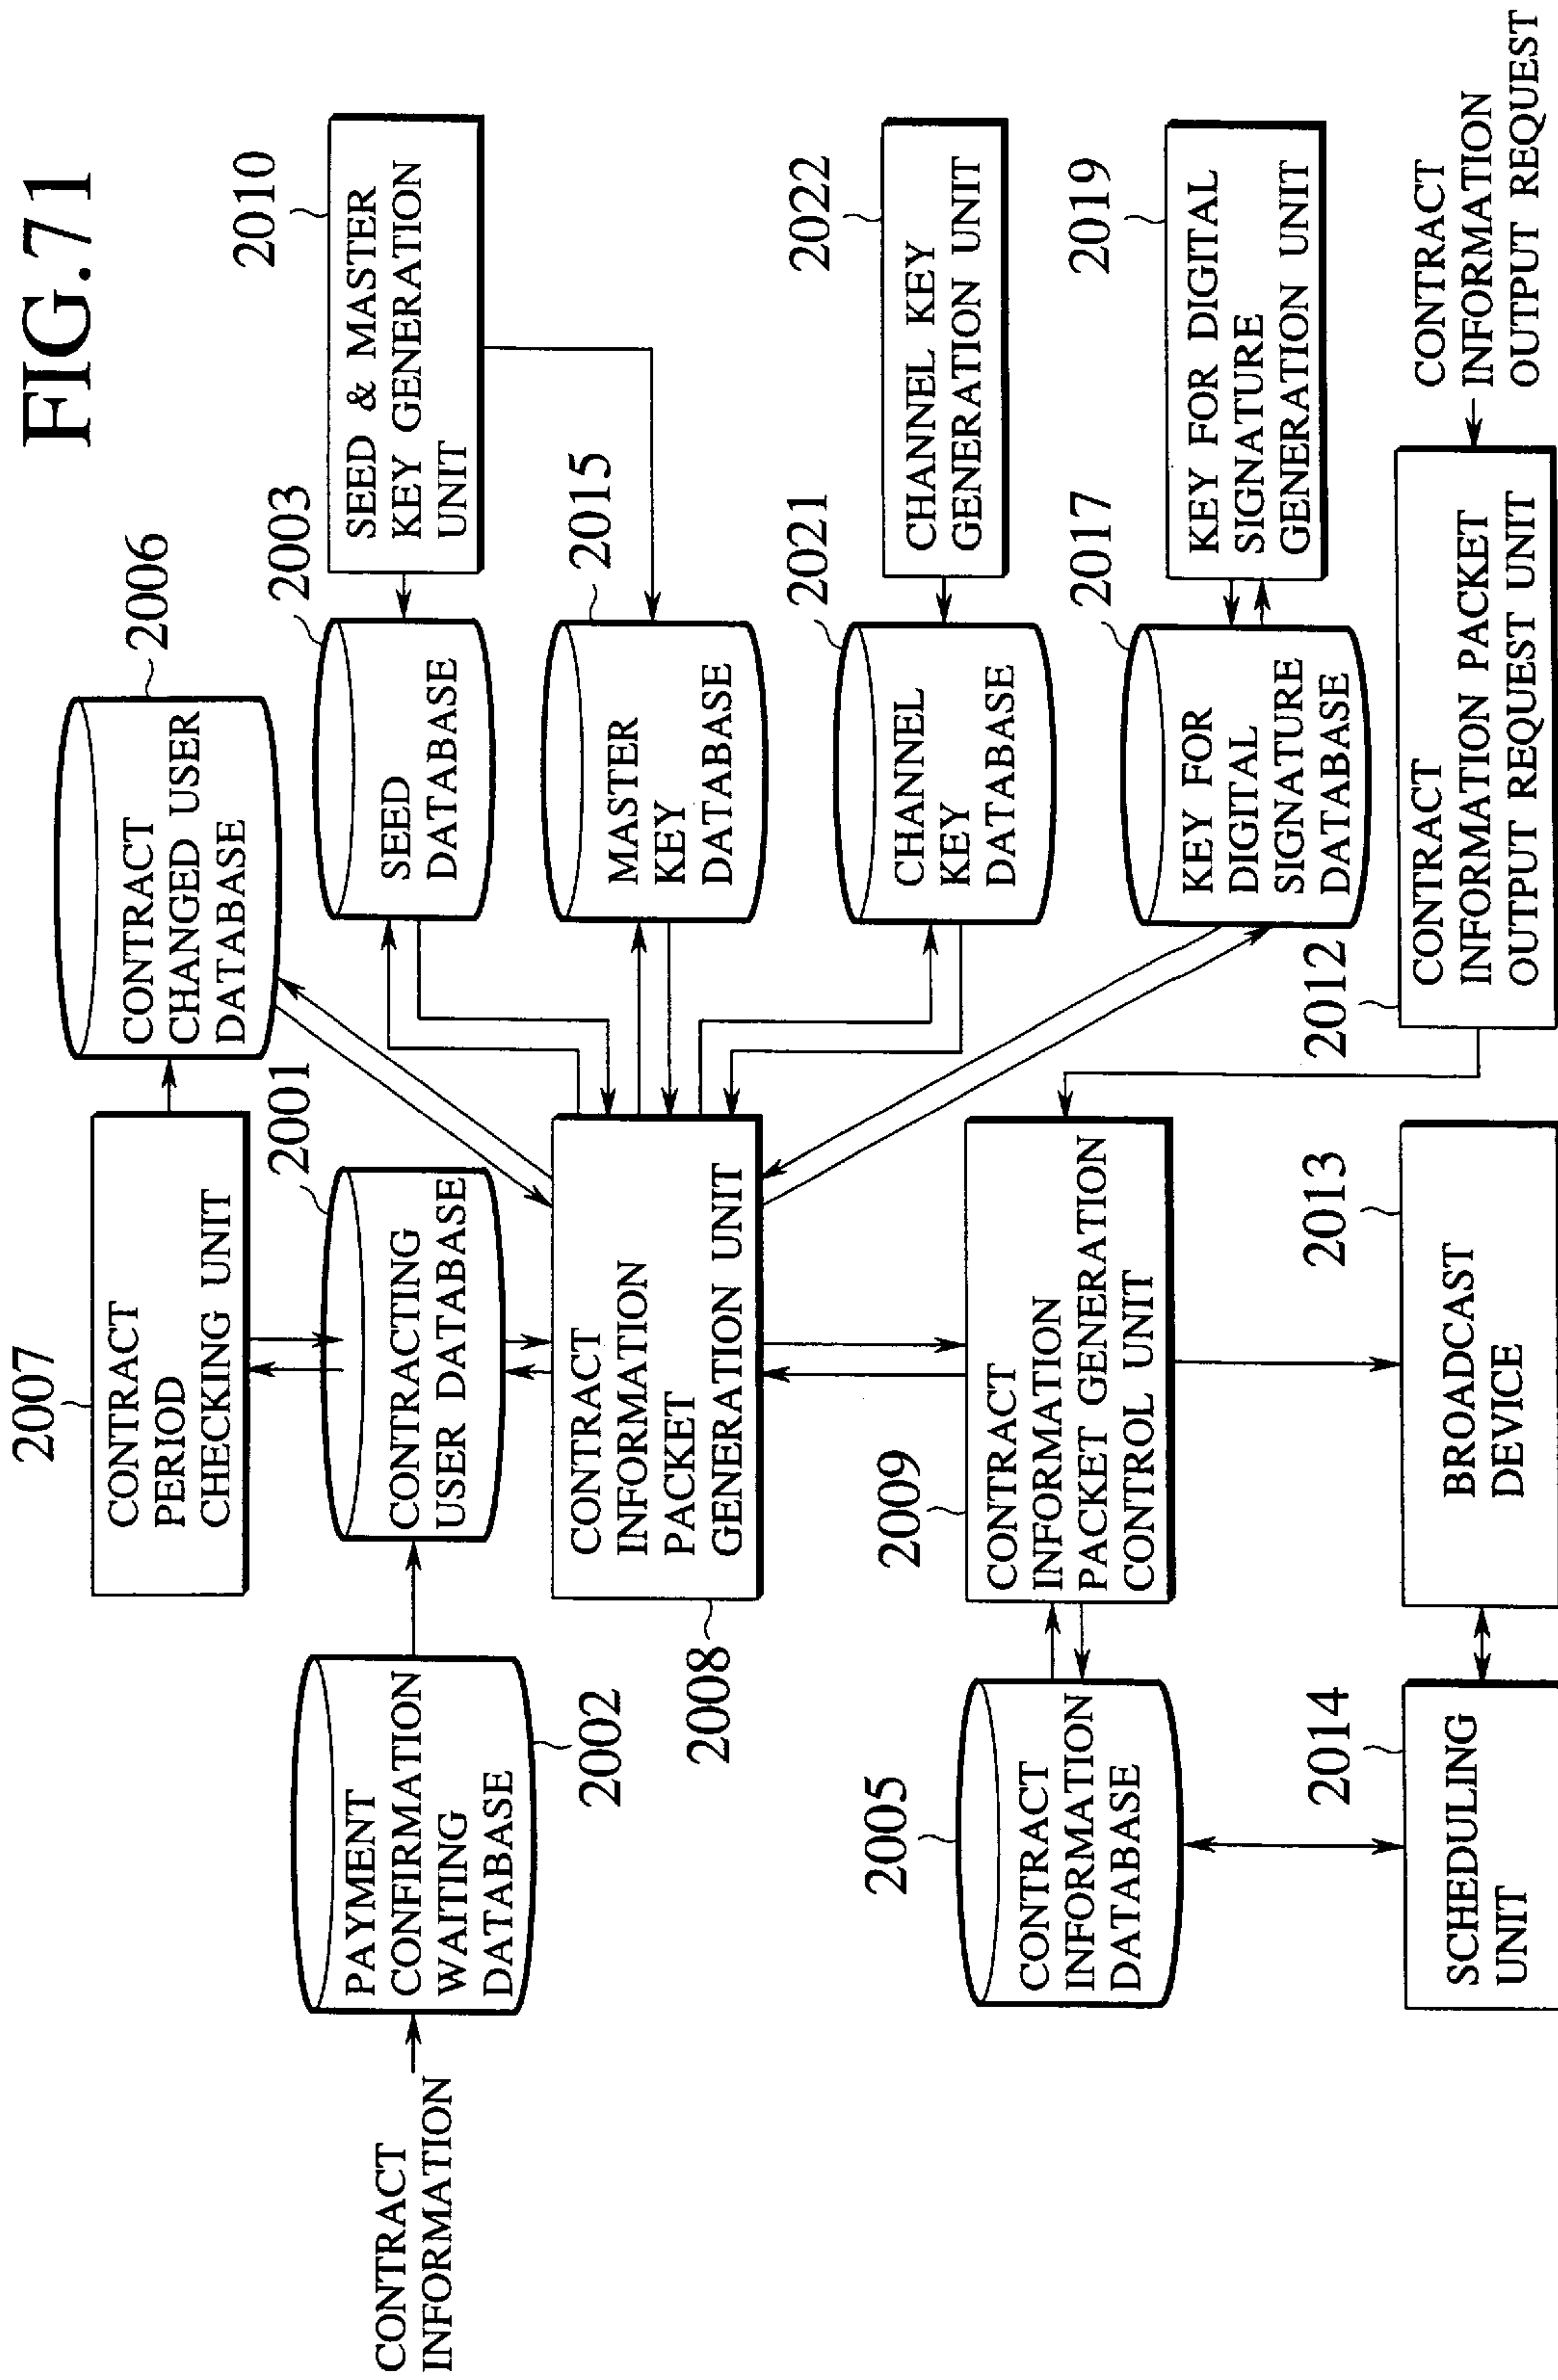 FIG.71
2007
CONTRACT
PERIOD
CHECKING UNIT
2006
CONTRACT
CHANGED USER
DATABASE
CONTRACT
INFORMATION
PAYMENT
CONFIRMATION
WAITING
DATABASE
2002
2001
CONTRACTING
USER DATABASE
2003
SEED
DATABASE
2010
SEED & MASTER
KEY GENERATION
UNIT
2015
MASTER
KEY
DATABASE
2008
CONTRACT
INFORMATION
PACKET
GENERATION UNIT
2021
CHANNEL
KEY
DATABASE
2022
CHANNEL KEY
GENERATION UNIT
2005
CONTRACT
INFORMATION
DATABASE
2009
CONTRACT
INFORMATION
PACKET GENERATION
CONTROL UNIT
2017
KEY FOR
DIGITAL
SIGNATURE
DATABASE
2019
KEY FOR DIGITAL
SIGNATURE
GENERATION UNIT
2014
SCHEDULING
UNIT
2013
BROADCAST
DEVICE
2012
CONTRACT
INFORMATION PACKET
OUTPUT REQUEST UNIT
CONTRACT
INFORMATION
OUTPUT REQUEST